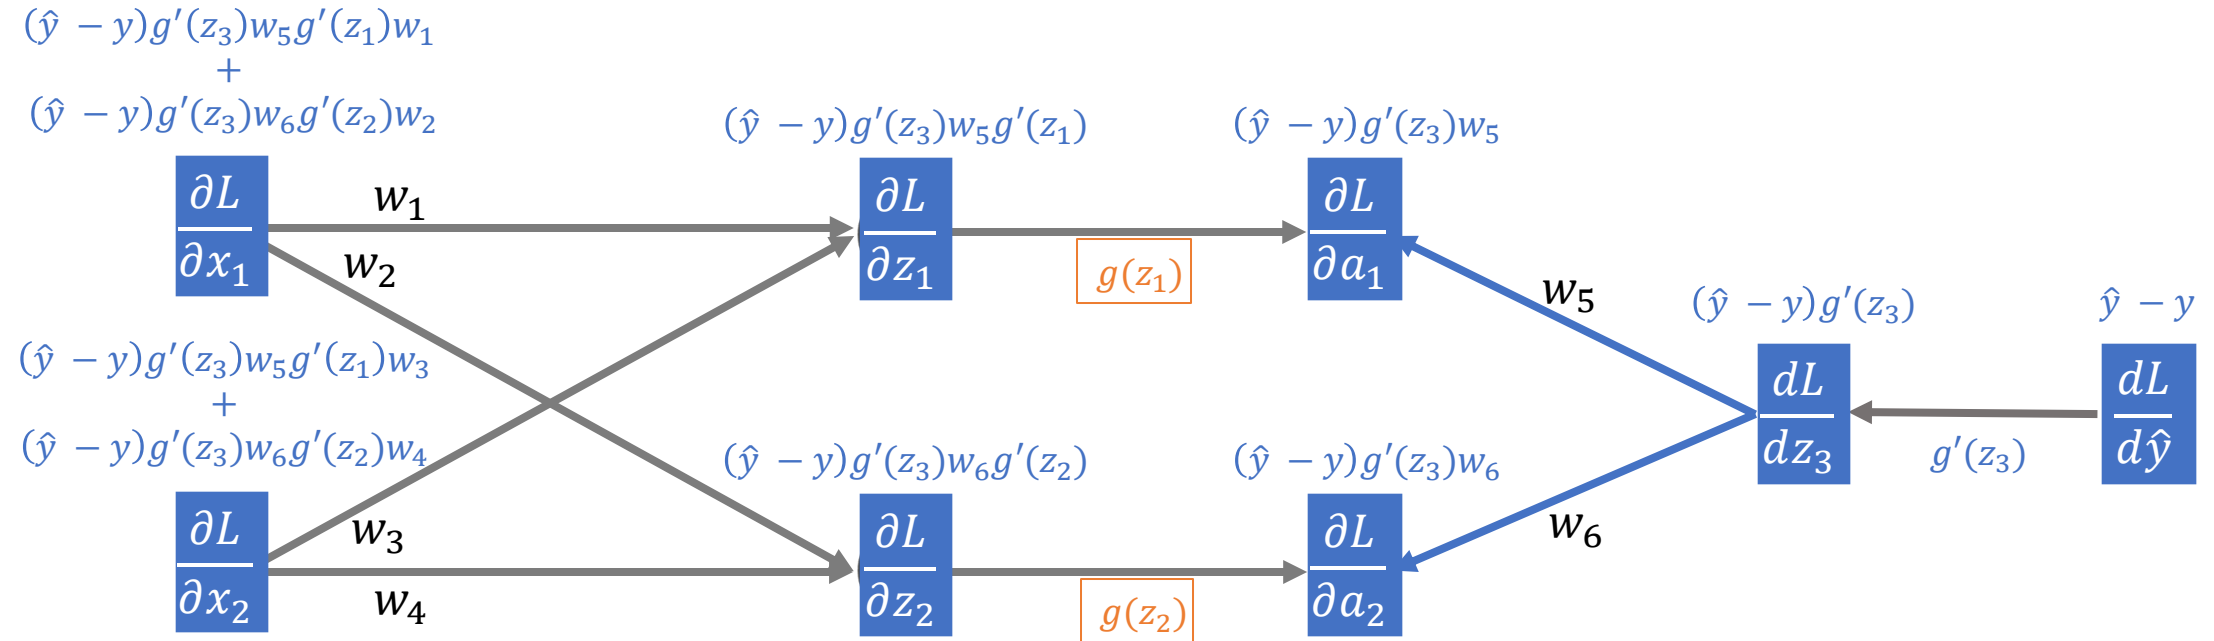 (ŷ − y)g′(z₃)w₅g′(z₁)w₁
+
(ŷ − y)g′(z₃)w₆g′(z₂)w₂
∂L
∂x₁
w₁
w₂
(ŷ − y)g′(z₃)w₅g′(z₁)
∂L
∂z₁
g(z₁)
(ŷ − y)g′(z₃)w₅
∂L
∂a₁
w₅
(ŷ − y)g′(z₃)
dL
dz₃
g′(z₃)
ŷ − y
dL
dŷ
(ŷ − y)g′(z₃)w₅g′(z₁)w₃
+
(ŷ − y)g′(z₃)w₆g′(z₂)w₄
∂L
∂x₂
w₃
w₄
(ŷ − y)g′(z₃)w₆g′(z₂)
∂L
∂z₂
g(z₂)
(ŷ − y)g′(z₃)w₆
∂L
∂a₂
w₆